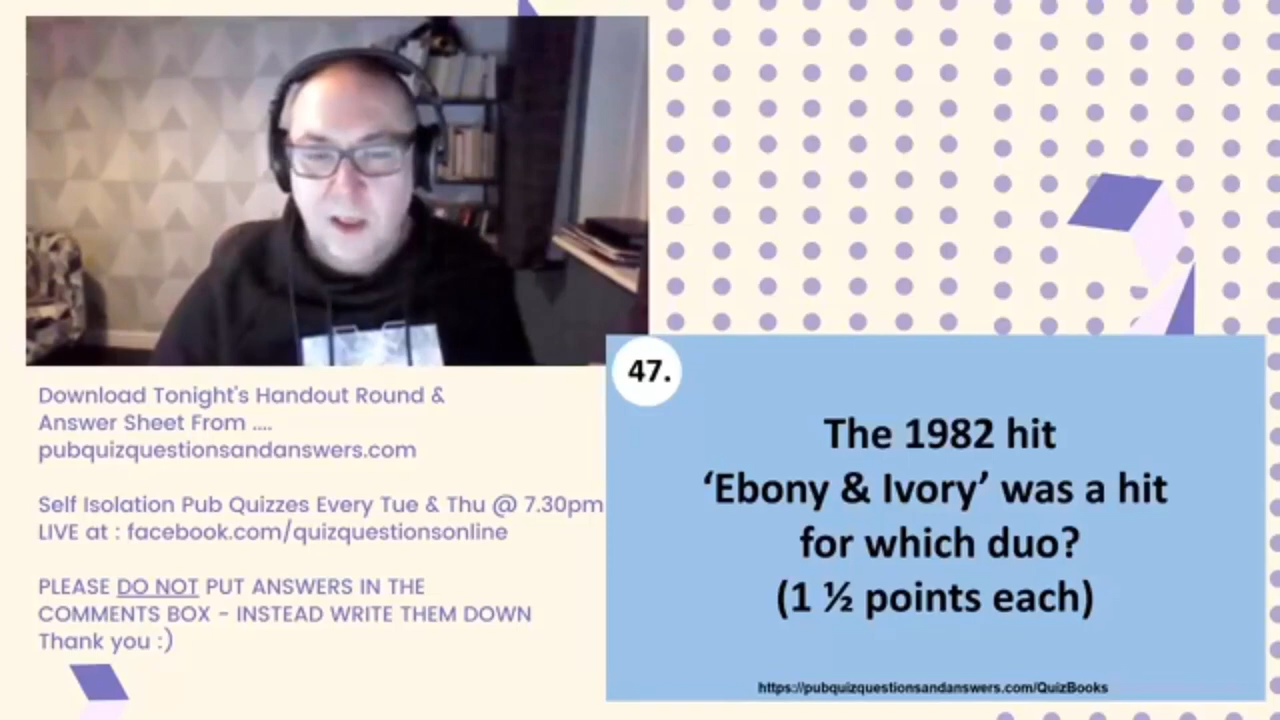 Download Tonight's Handout Round &
Answer Sheet From ....
pubquizquestionsandanswers.com
Self Isolation Pub Quizzes Every Tue & Thu @ 7.30pm
LIVE at : facebook.com/quizquestionsonline
PLEASE DO NOT PUT ANSWERS IN THE
COMMENTS BOX - INSTEAD WRITE THEM DOWN
Thank you :)
47.
The 1982 hit
‘Ebony & Ivory’ was a hit
for which duo?
(1 ½ points each)
https://pubquizquestionsandanswers.com/QuizBooks